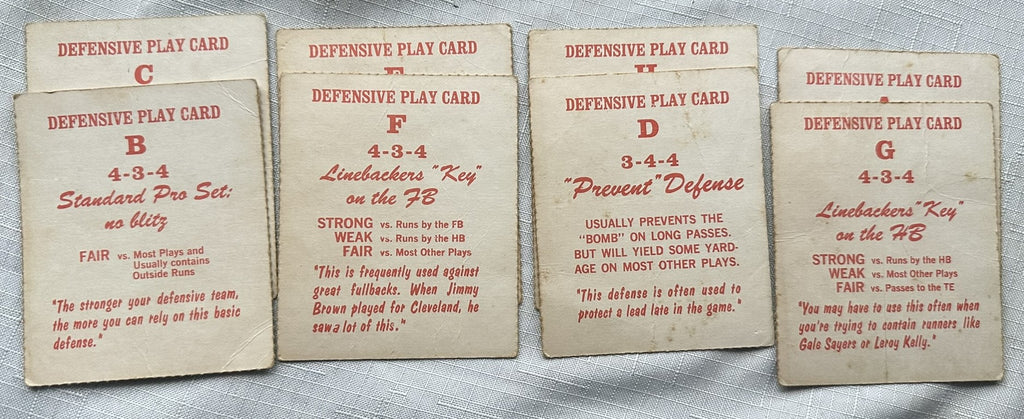 DEFENSIVE PLAY CARD
C
DEFENSIVE PLAY CARD
B
4-3-4
Standard Pro Set:
no blitz
FAIR vs. Most Plays and
Usually contains
Outside Runs
"The stronger your defensive team,
the more you can rely on this basic
defense."
DEFENSIVE PLAY CARD
DEFENSIVE PLAY CARD
F
4-3-4
Linebackers "Key"
on the FB
STRONG vs. Runs by the FB
WEAK vs. Runs by the HB
FAIR vs. Most Other Plays
"This is frequently used against
great fullbacks. When Jimmy
Brown played for Cleveland, he
saw a lot of this."
DEFENSIVE PLAY CARD
H
DEFENSIVE PLAY CARD
D
3-4-4
"Prevent" Defense
USUALLY PREVENTS THE
"BOMB" ON LONG PASSES.
BUT WILL YIELD SOME YARD-
AGE ON MOST OTHER PLAYS.
"This defense is often used to
protect a lead late in the game."
DEFENSIVE PLAY CARD
DEFENSIVE PLAY CARD
G
4-3-4
Linebackers "Key"
on the HB
STRONG vs. Runs by the HB
WEAK vs. Most Other Plays
FAIR vs. Passes to the TE
"You may have to use this often when
you're trying to contain runners like
Gale Sayers or Leroy Kelly."